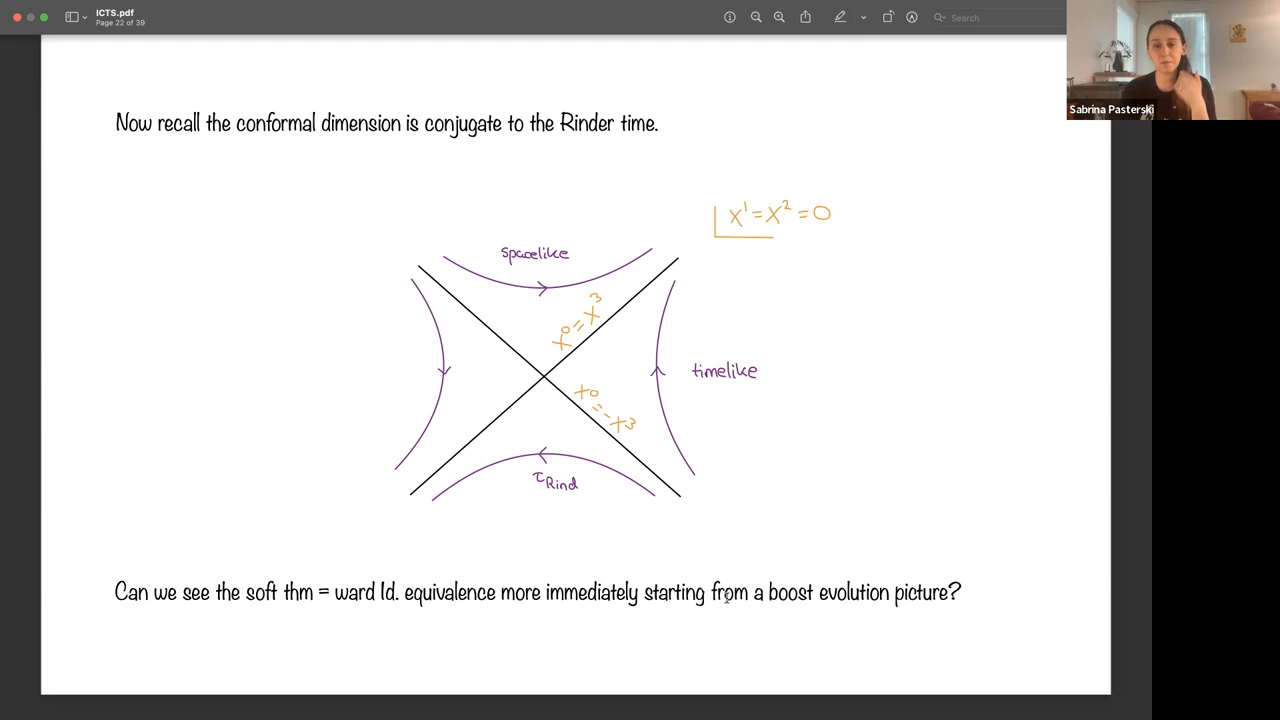 ICTS.pdf
Page 22 of 39
Search
Sabrina Pasterski
Now recall the conformal dimension is conjugate to the Rinder time.
x¹ = x² = 0
spacelike
x⁰ = x³
timelike
x⁰ = -x³
τRind
Can we see the soft thm = ward Id. equivalence more immediately starting from a boost evolution picture?